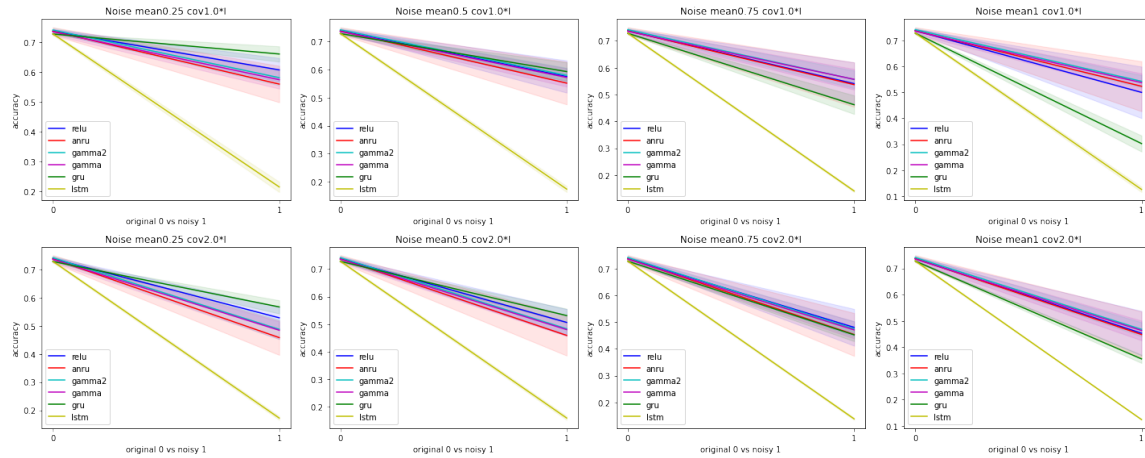 Noise mean0.25 cov1.0*I
accuracy
0.7
0.6
0.5
0.4
0.3
0.2
relu
anru
gamma2
gamma
gru
lstm
0
1
original 0 vs noisy 1
Noise mean0.5 cov1.0*I
accuracy
0.7
0.6
0.5
0.4
0.3
0.2
relu
anru
gamma2
gamma
gru
lstm
0
1
original 0 vs noisy 1
Noise mean0.75 cov1.0*I
accuracy
0.7
0.6
0.5
0.4
0.3
0.2
relu
anru
gamma2
gamma
gru
lstm
0
1
original 0 vs noisy 1
Noise mean1 cov1.0*I
accuracy
0.7
0.6
0.5
0.4
0.3
0.2
0.1
relu
anru
gamma2
gamma
gru
lstm
0
1
original 0 vs noisy 1
Noise mean0.25 cov2.0*I
accuracy
0.7
0.6
0.5
0.4
0.3
0.2
relu
anru
gamma2
gamma
gru
lstm
0
1
original 0 vs noisy 1
Noise mean0.5 cov2.0*I
accuracy
0.7
0.6
0.5
0.4
0.3
0.2
relu
anru
gamma2
gamma
gru
lstm
0
1
original 0 vs noisy 1
Noise mean0.75 cov2.0*I
accuracy
0.7
0.6
0.5
0.4
0.3
0.2
relu
anru
gamma2
gamma
gru
lstm
0
1
original 0 vs noisy 1
Noise mean1 cov2.0*I
accuracy
0.7
0.6
0.5
0.4
0.3
0.2
0.1
relu
anru
gamma2
gamma
gru
lstm
0
1
original 0 vs noisy 1